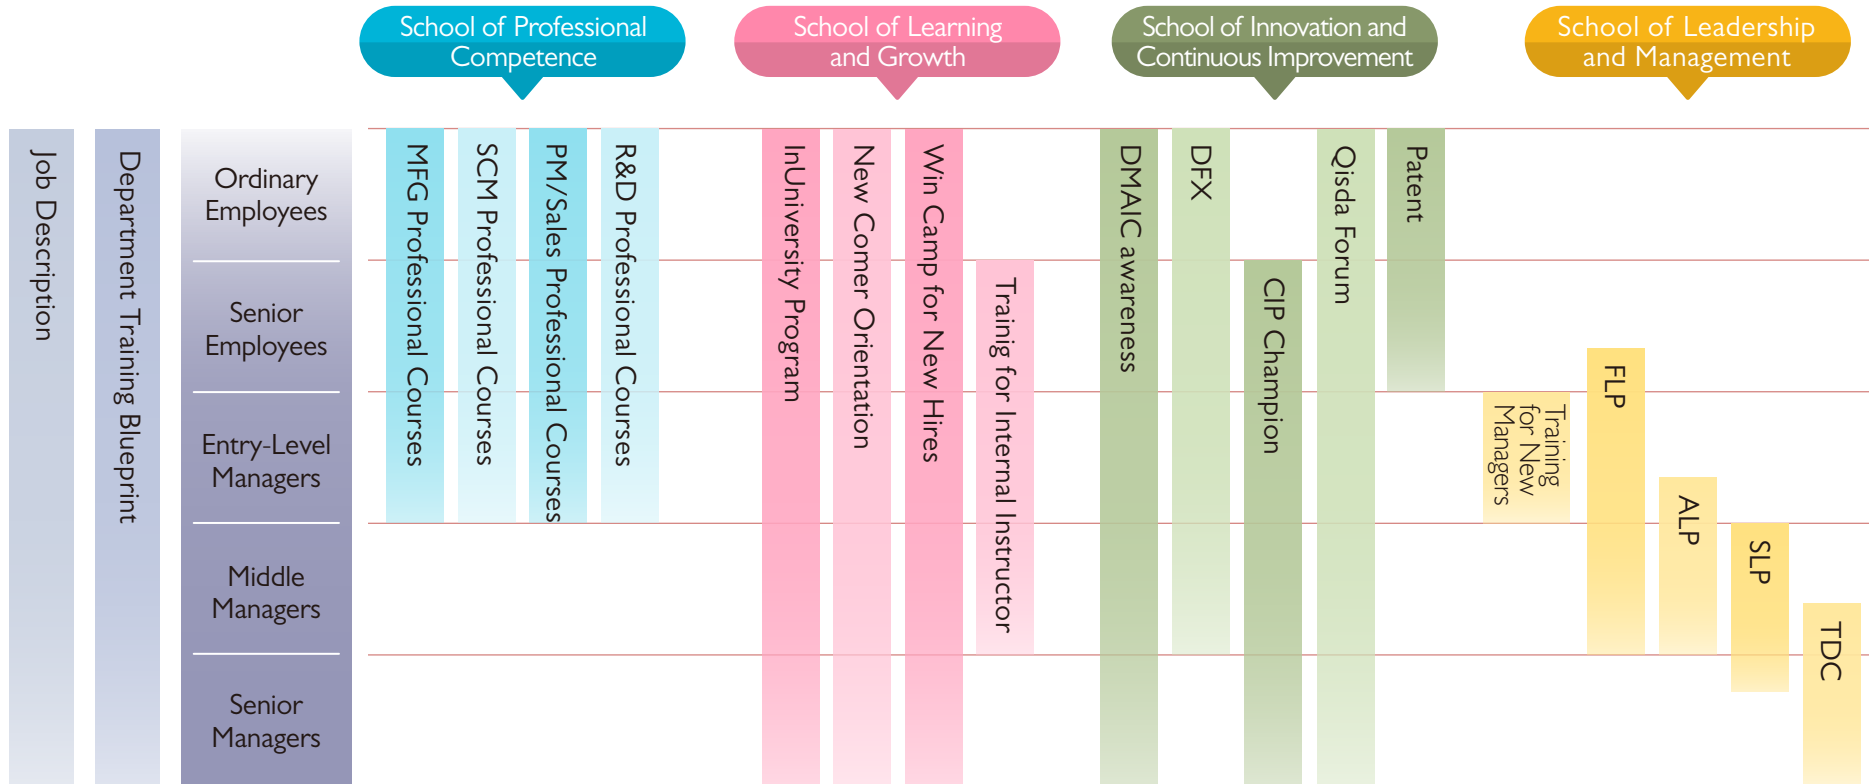 School of Professional
Competence
School of Learning
and Growth
School of Innovation and
Continuous Improvement
School of Leadership
and Management
Job Description
Department Training Blueprint
Ordinary
Employees
Senior
Employees
Entry-Level
Managers
Middle
Managers
Senior
Managers
MFG Professional Courses
SCM Professional Courses
PM/Sales Professional Courses
R&D Professional Courses
InUniversity Program
New Comer Orientation
Win Camp for New Hires
Trainig for Internal Instructor
DMAIC awareness
DFX
CIP Champion
Qisda Forum
Patent
Training
for New
Managers
FLP
ALP
SLP
TDC